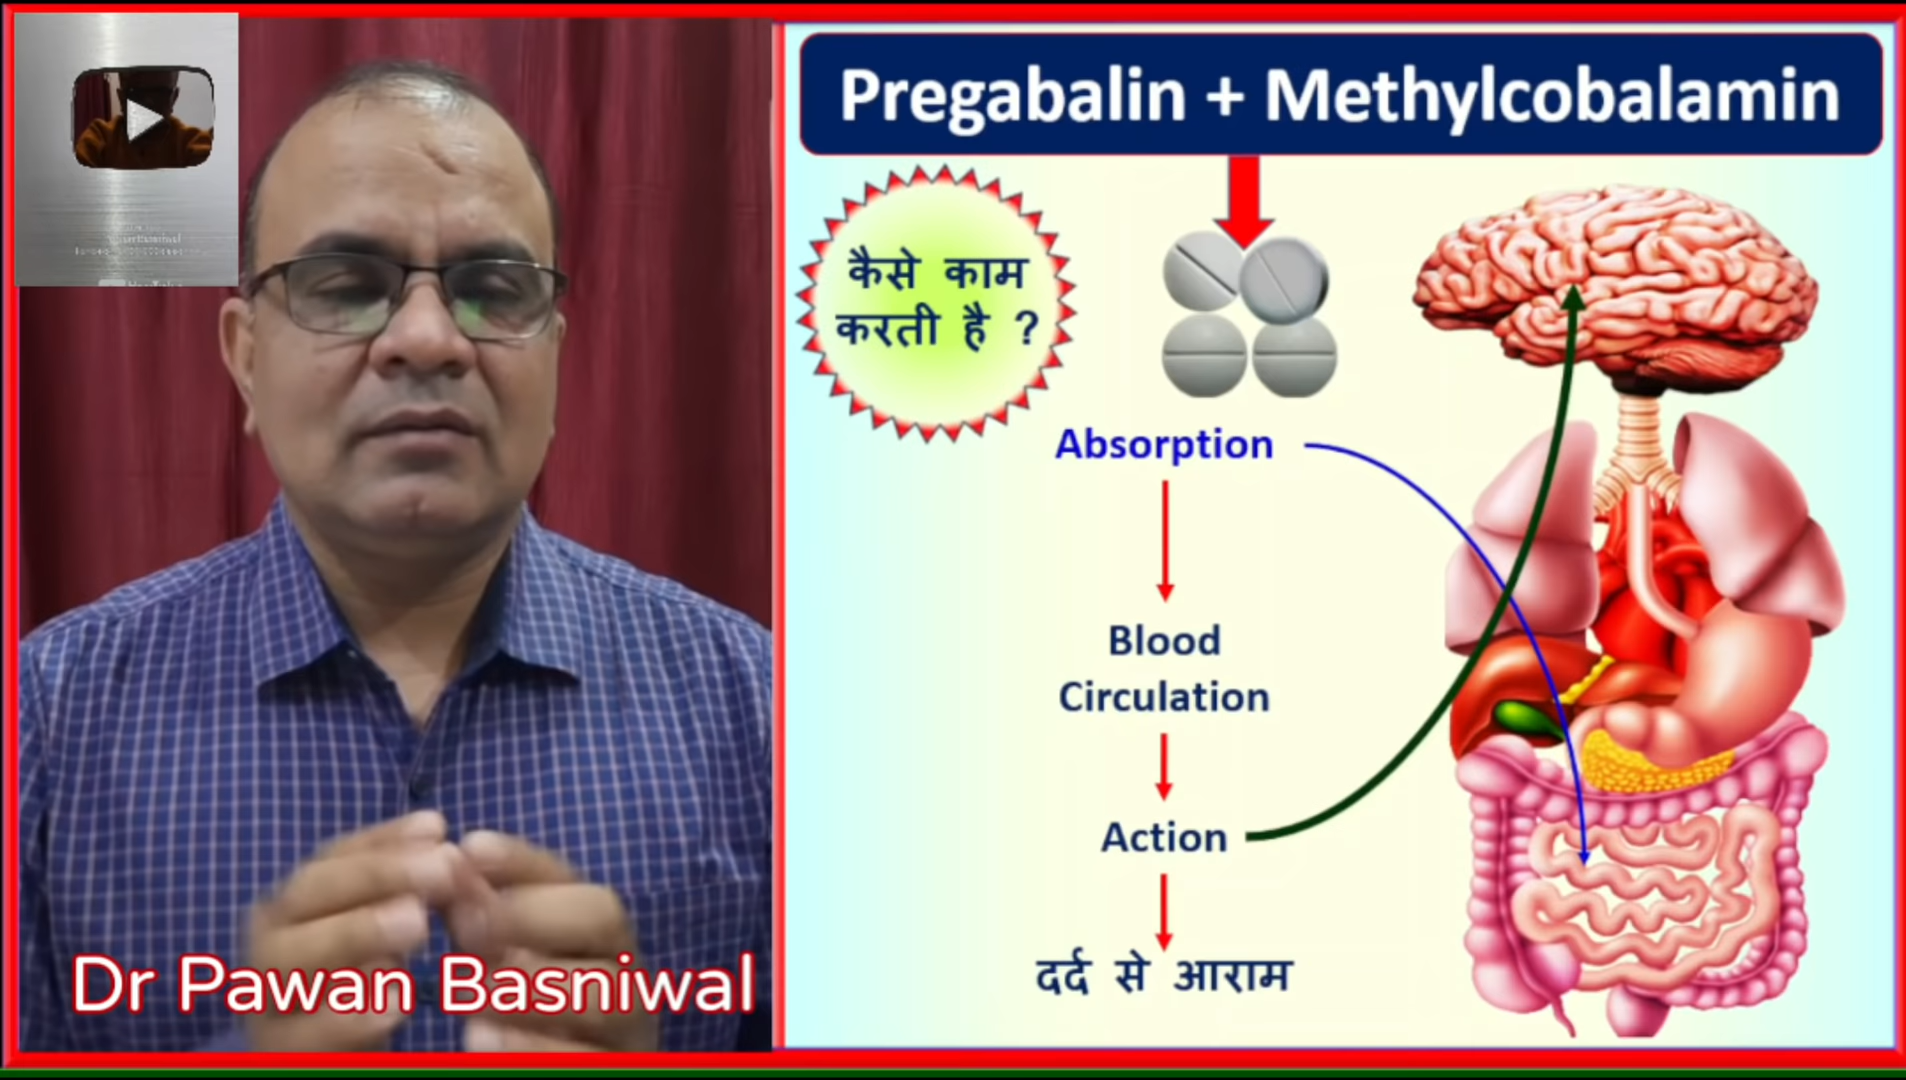 Pregabalin + Methylcobalamin
कैसे काम
करती है ?
Absorption
Blood
Circulation
Action
दर्द से आराम
Dr Pawan Basniwal